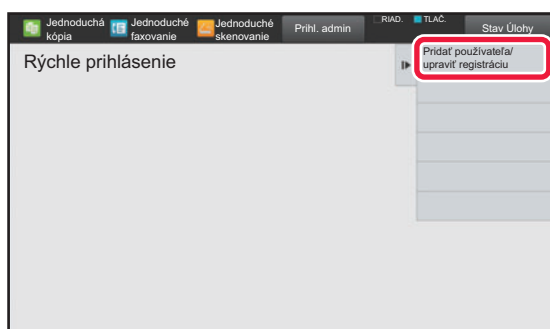 Jednoduchá
kópia
Jednoduché
faxovanie
Jednoduché
skenovanie
Prihl. admin
RIAD.
TLAČ.
Stav Úlohy
Rýchle prihlásenie
Pridať používateľa/
upraviť registráciu